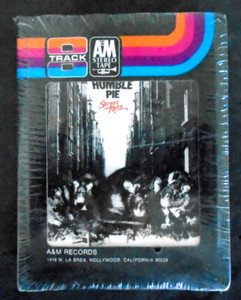 8
TRACK
A&M
STEREO
TAPE
HUMBLE
PIE
Street
Rats
A&M RECORDS
1416 N. LA BREA, HOLLYWOOD, CALIFORNIA 90028